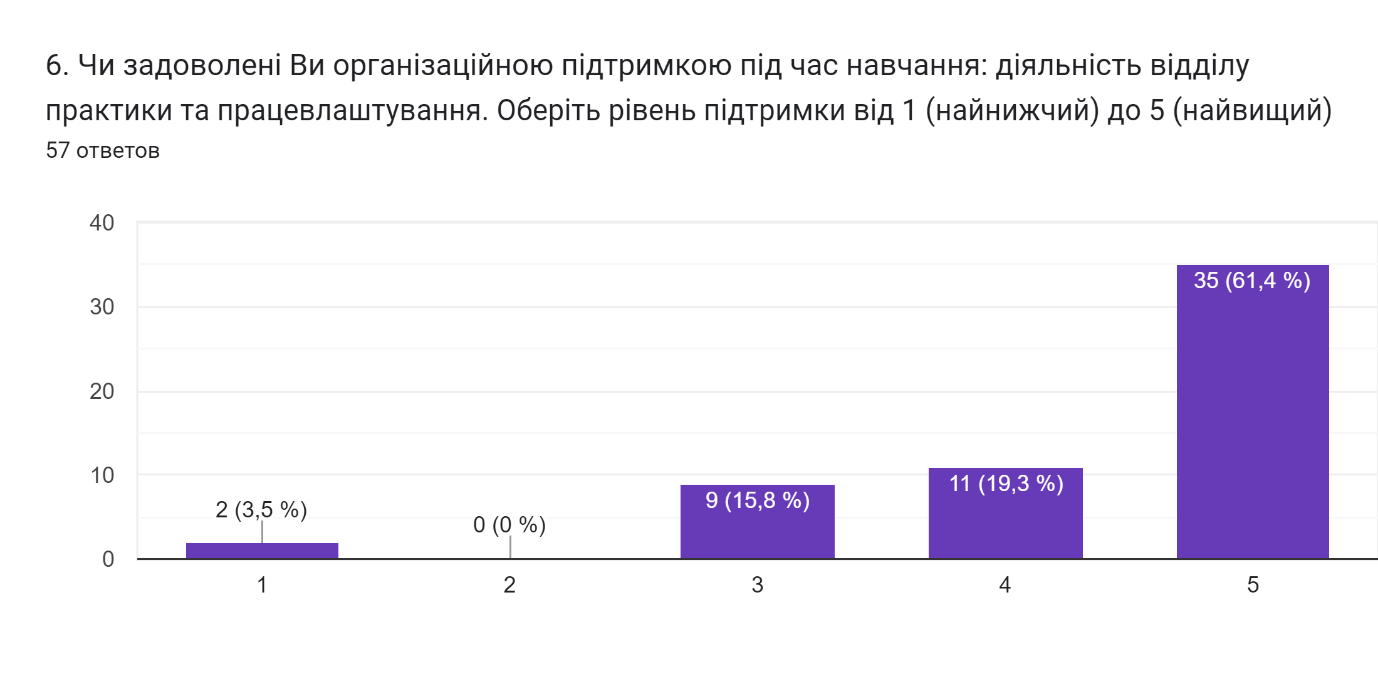 6. Чи задоволені Ви організаційною підтримкою під час навчання: діяльність відділу
практики та працевлаштування. Оберіть рівень підтримки від 1 (найнижчий) до 5 (найвищий)
57 ответов
40
30
20
10
0
2 (3,5 %)
0 (0 %)
9 (15,8 %)
11 (19,3 %)
35 (61,4 %)
1
2
3
4
5